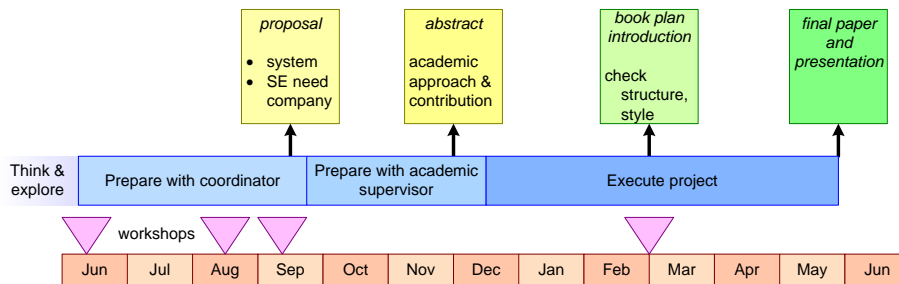 proposal
• system
• SE need
company
abstract
academic
approach &
contribution
book plan
introduction
check
structure,
style
final paper
and
presentation
Think &
explore
Prepare with coordinator
Prepare with academic
supervisor
Execute project
workshops
Jun
Jul
Aug
Sep
Oct
Nov
Dec
Jan
Feb
Mar
Apr
May
Jun